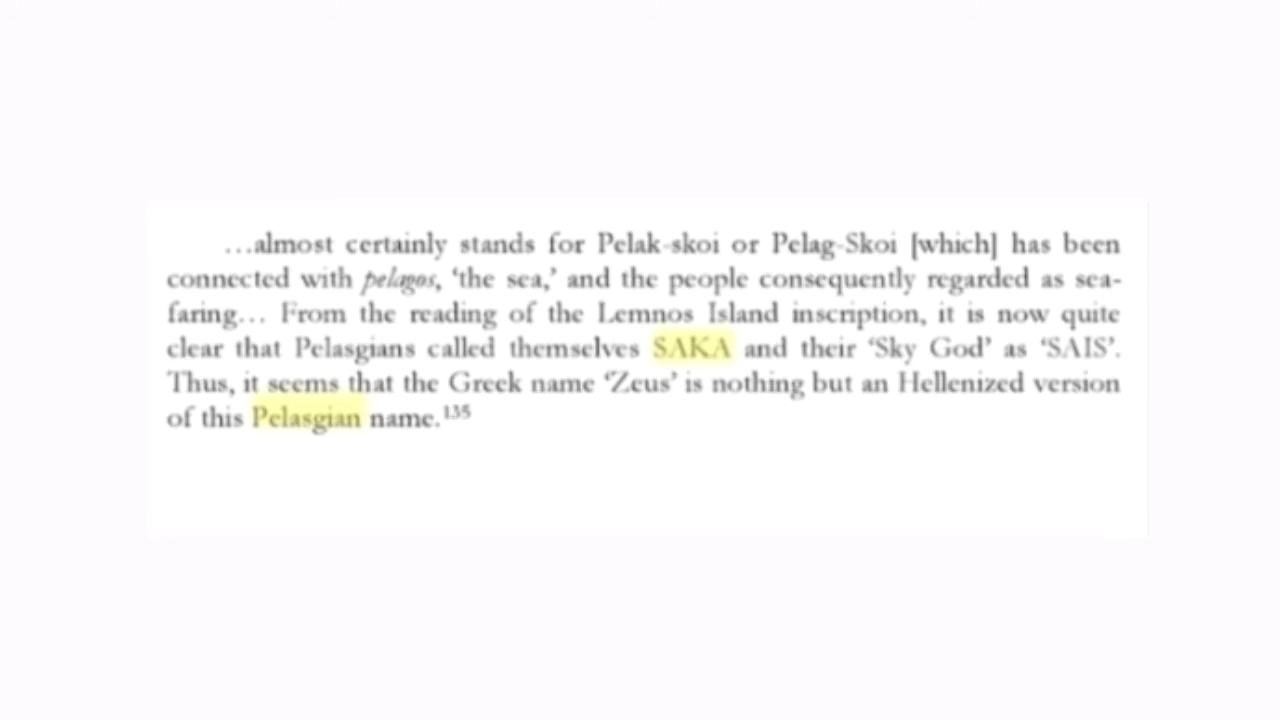 …almost certainly stands for Pelak-skoi or Pelag-Skoi [which] has been
connected with pelagos, ‘the sea,’ and the people consequently regarded as sea-
faring… From the reading of the Lemnos Island inscription, it is now quite
clear that Pelasgians called themselves SAKA and their ‘Sky God’ as ‘SAIS’.
Thus, it seems that the Greek name ‘Zeus’ is nothing but an Hellenized version
of this Pelasgian name.135